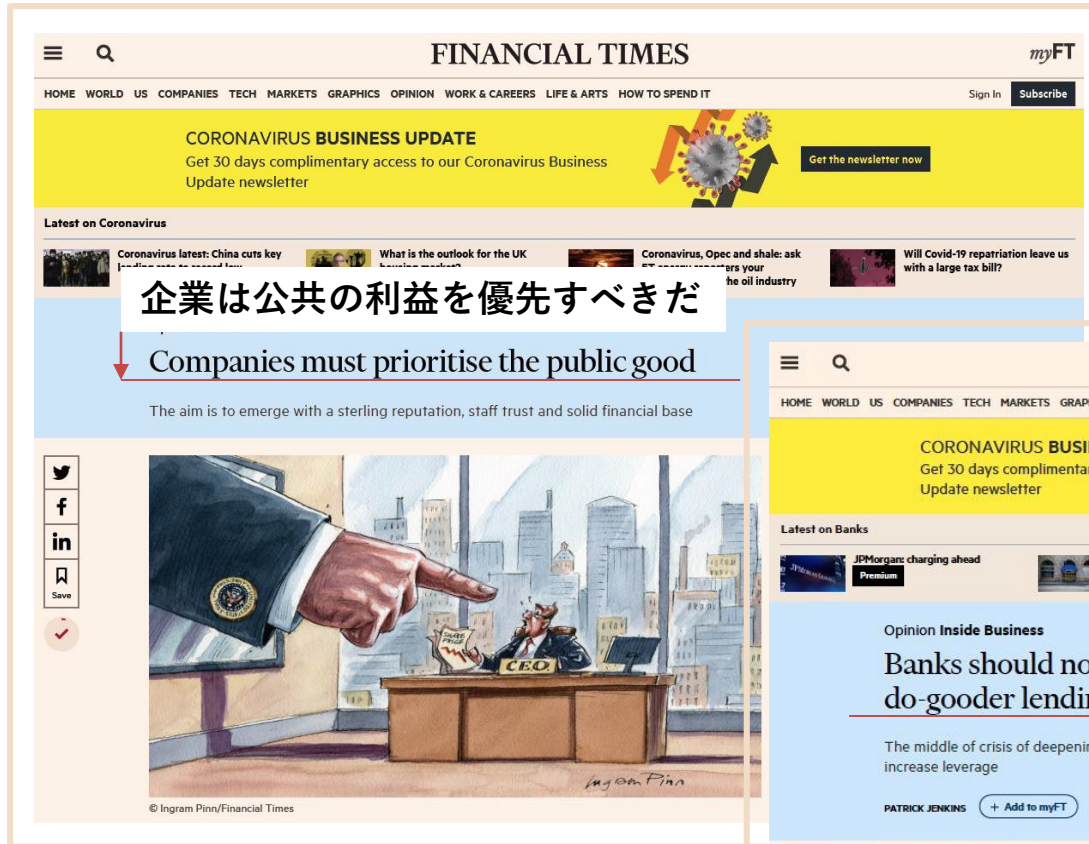 FINANCIAL TIMES
myFT
HOME WORLD US COMPANIES TECH MARKETS GRAPHICS OPINION WORK & CAREERS LIFE & ARTS HOW TO SPEND IT
Sign In Subscribe
CORONAVIRUS BUSINESS UPDATE
Get 30 days complimentary access to our Coronavirus Business
Update newsletter
Get the newsletter now
Latest on Coronavirus
Coronavirus latest: China cuts key
What is the outlook for the UK
Coronavirus, Opec and shale: ask
he oil industry
Will Covid-19 repatriation leave us
with a large tax bill?
企業は公共の利益を優先すべきだ
Companies must prioritise the public good
The aim is to emerge with a sterling reputation, staff trust and solid financial base
Save
SHARE
PRICE
CEO.
Ingram Pinn
© Ingram Pinn/Financial Times
HOME WORLD US COMPANIES TECH MARKETS GRAP
CORONAVIRUS BUSI
Get 30 days complimenta
Update newsletter
Latest on Banks
JPMorgan: charging ahead
Premium
Opinion Inside Business
Banks should no
do-gooder lendi
The middle of crisis of deepeni
increase leverage
PATRICK JENKINS
+ Add to myFT